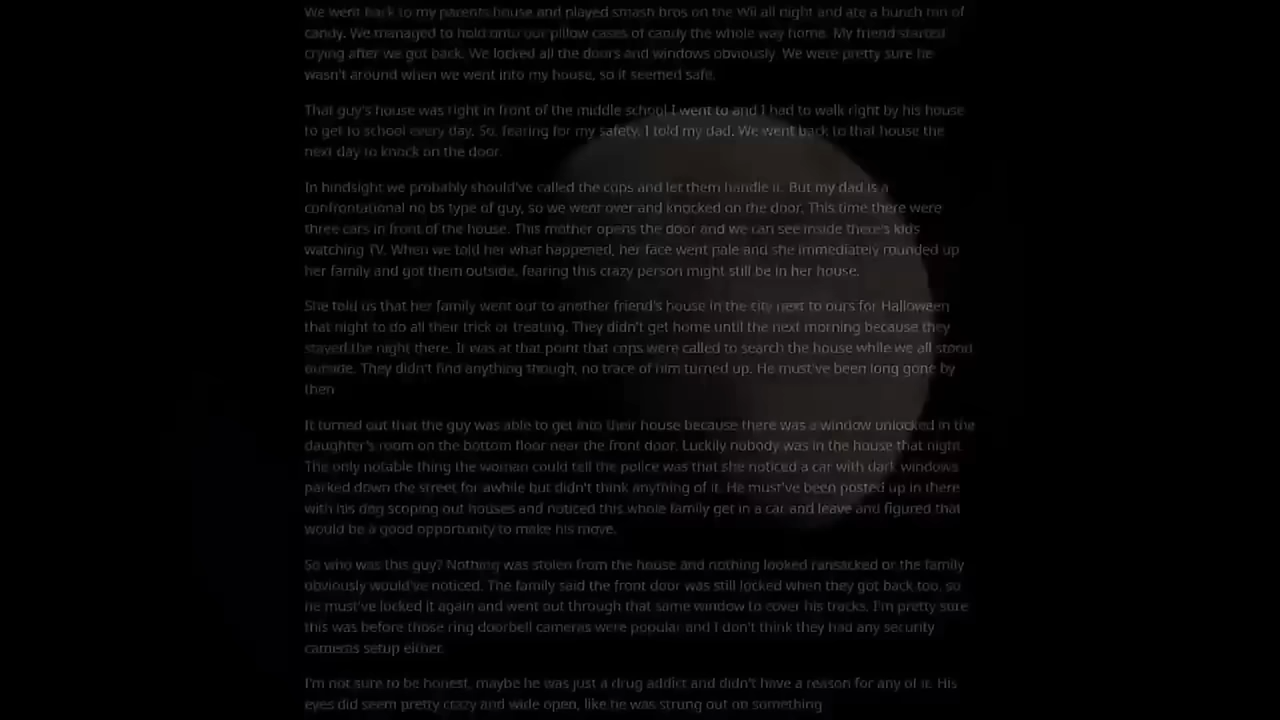 We went back to my parents house and played smash bros on the Wii all night and ate a bunch ton of
candy. We managed to hold onto our pillow cases of candy the whole way home. My friend started
crying after we got back. We locked all the doors and windows obviously. We were pretty sure he
wasn't around when we went into my house, so it seemed safe.
That guy's house was right in front of the middle school I went to and I had to walk right by his house
to get to school every day. So, fearing for my safety, I told my dad. We went back to that house the
next day to knock on the door.
In hindsight we probably should've called the cops and let them handle it. But my dad is a
confrontational no bs type of guy, so we went over and knocked on the door. This time there were
three cars in front of the house. This mother opens the door and we can see inside there's kids
watching TV. When we told her what happened, her face went pale and she immediately rounded up
her family and got them outside, fearing this crazy person might still be in her house.
She told us that her family went out to another friend's house in the city next to ours for Halloween
that night to do all their trick or treating. They didn't get home until the next morning because they
stayed the night there. It was at that point that cops were called to search the house while we all stood
outside. They didn't find anything though, no trace of him turned up. He must've been long gone by
then
It turned out that the guy was able to get into their house because there was a window unlocked in the
daughter's room on the bottom floor near the front door. Luckily nobody was in the house that night.
The only notable thing the woman could tell the police was that she noticed a car with dark windows
parked down the street for awhile but didn't think anything of it. He must've been posted up in there
with his dog scoping out houses and noticed this whole family get in a car and leave and figured that
would be a good opportunity to make his move.
So who was this guy? Nothing was stolen from the house and nothing looked ransacked or the family
obviously would've noticed. The family said the front door was still locked when they got back too, so
he must've locked it again and went out through that same window to cover his tracks. I'm pretty sure
this was before those ring doorbell cameras were popular and I don't think they had any security
cameras setup either.
I'm not sure to be honest, maybe he was just a drug addict and didn't have a reason for any of it. His
eyes did seem pretty crazy and wide open, like he was strung out on something